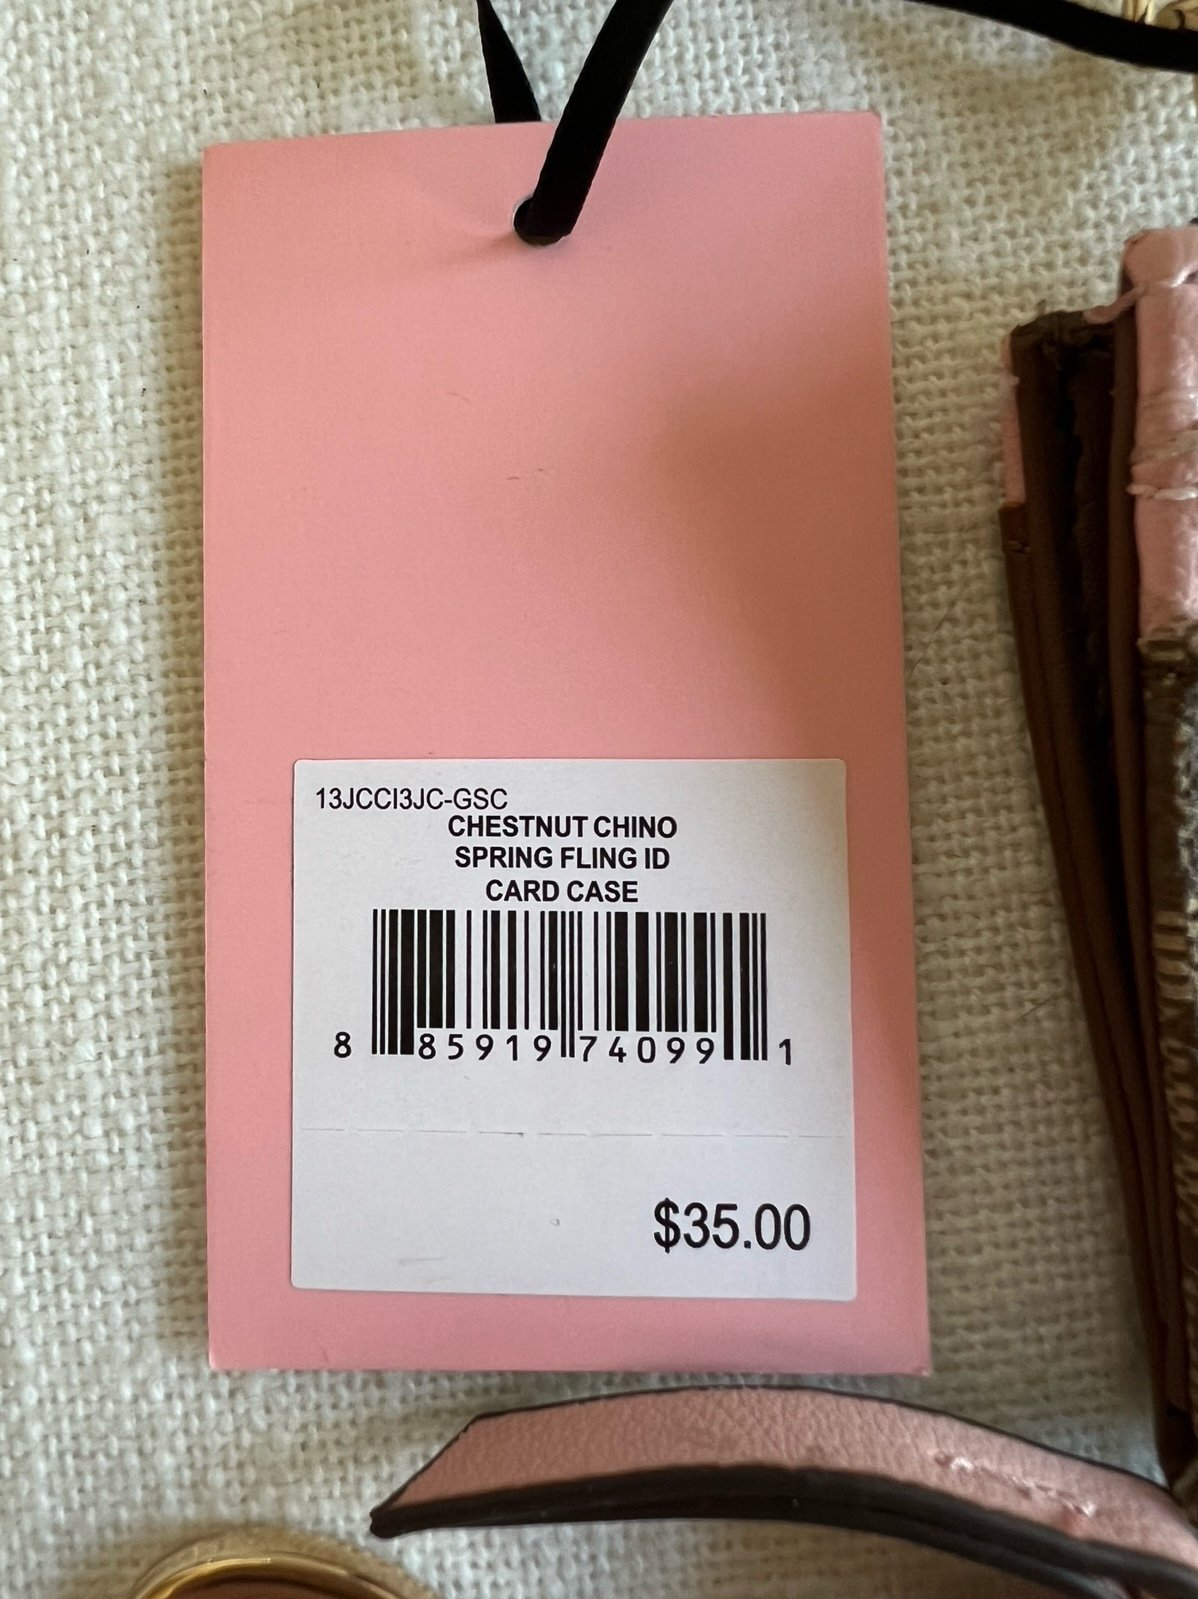 13JCCI3JC-GSC
CHESTNUT CHINO
SPRING FLING ID
CARD CASE
8 85919 74099 1
$35.00